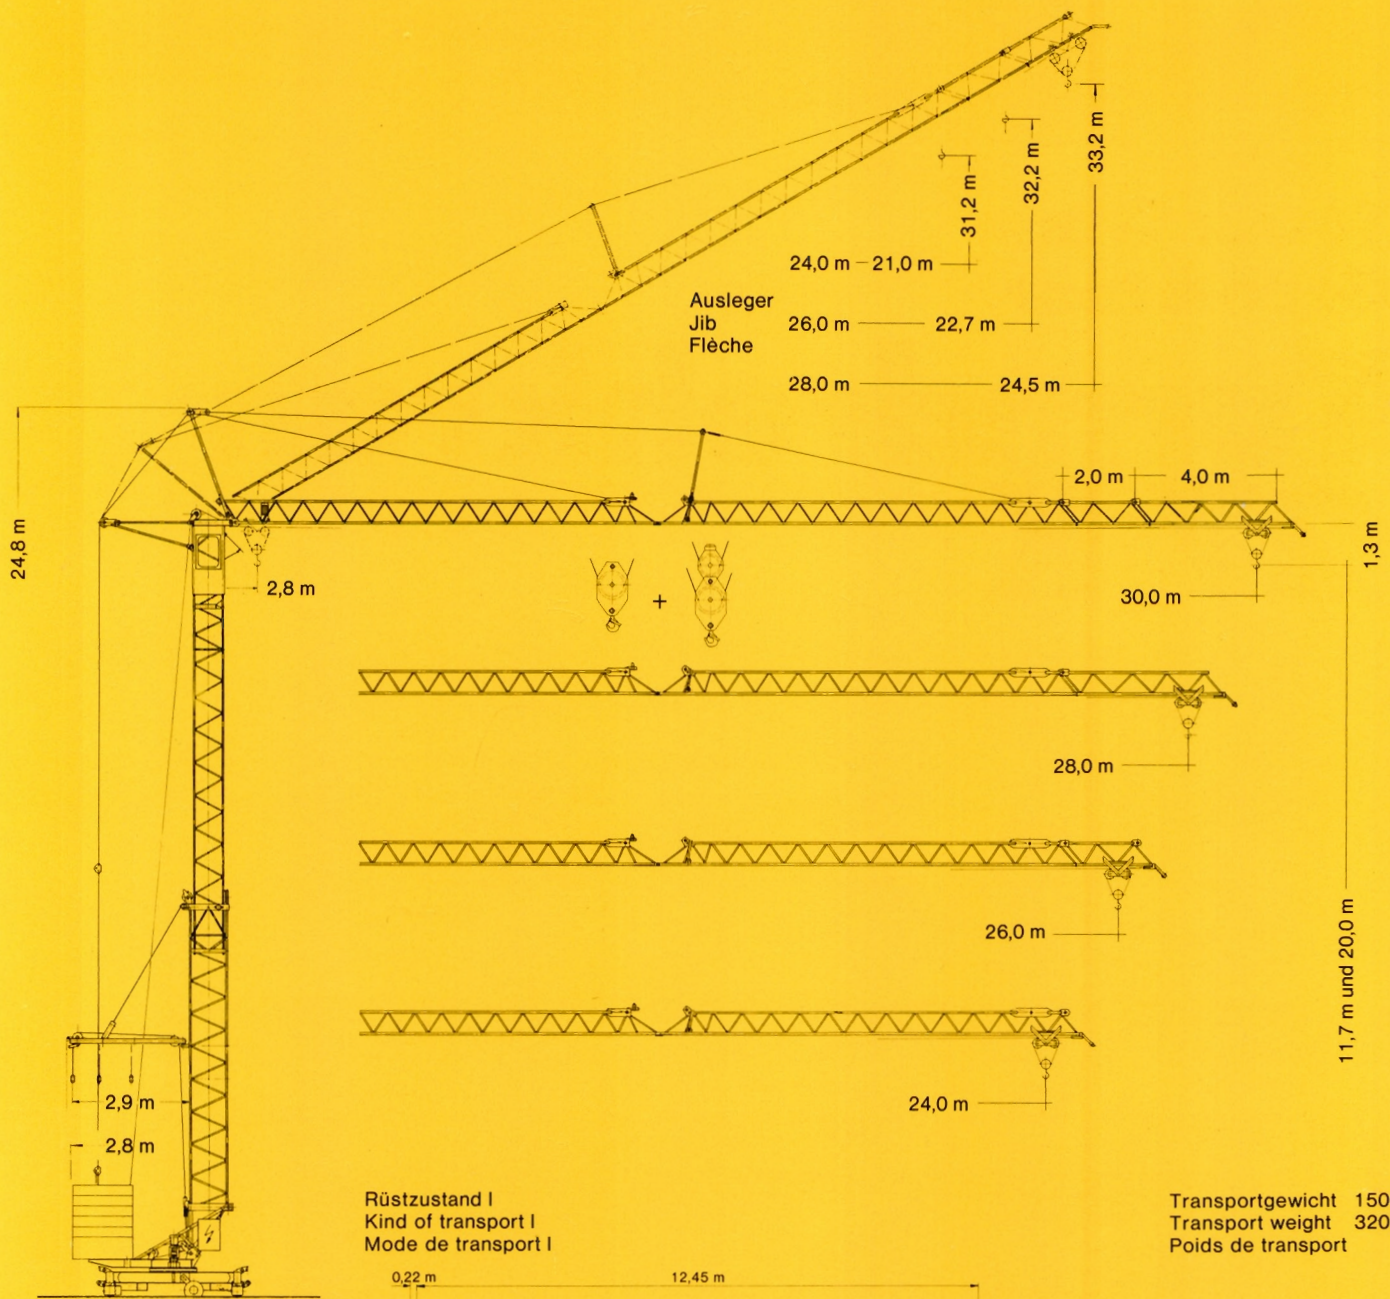 33,2 m
32,2 m
31,2 m
24,0 m 21,0 m
Ausleger
Jib
Flèche
26,0 m 22,7 m
28,0 m 24,5 m
24,8 m
2,0 m 4,0 m
1,3 m
2,8 m
+
30,0 m
28,0 m
26,0 m
11,7 m und 20,0 m
24,0 m
2,9 m
2,8 m
Rüstzustand I
Kind of transport I
Mode de transport I
Transportgewicht 150
Transport weight 320
Poids de transport
0,22 m 12,45 m